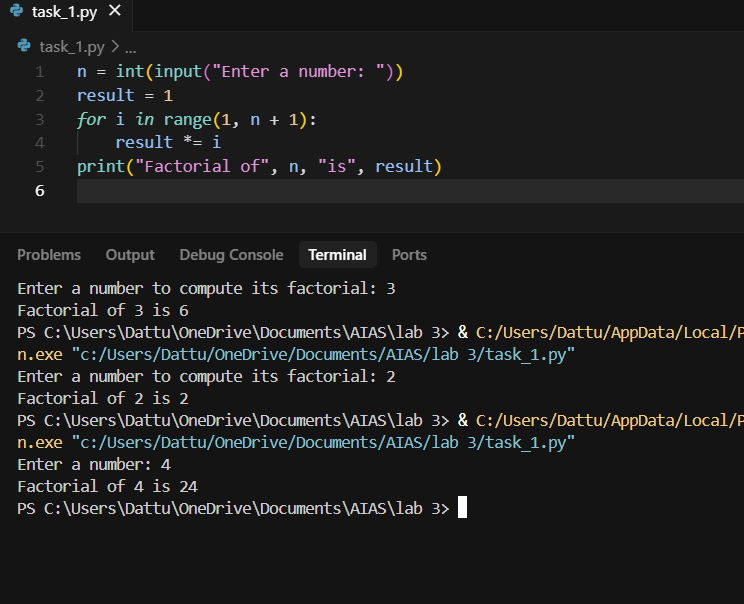 task_1.py ×
task_1.py > ...
1 n = int(input("Enter a number: "))
2 result = 1
3 for i in range(1, n + 1):
4     result *= i
5 print("Factorial of", n, "is", result)
6
Problems Output Debug Console Terminal Ports
Enter a number to compute its factorial: 3
Factorial of 3 is 6
PS C:\Users\Dattu\OneDrive\Documents\AIAS\lab 3> & C:/Users/Dattu/AppData/Local/P
n.exe "c:/Users/Dattu/OneDrive/Documents/AIAS/lab 3/task_1.py"
Enter a number to compute its factorial: 2
Factorial of 2 is 2
PS C:\Users\Dattu\OneDrive\Documents\AIAS\lab 3> & C:/Users/Dattu/AppData/Local/P
n.exe "c:/Users/Dattu/OneDrive/Documents/AIAS/lab 3/task_1.py"
Enter a number: 4
Factorial of 4 is 24
PS C:\Users\Dattu\OneDrive\Documents\AIAS\lab 3>